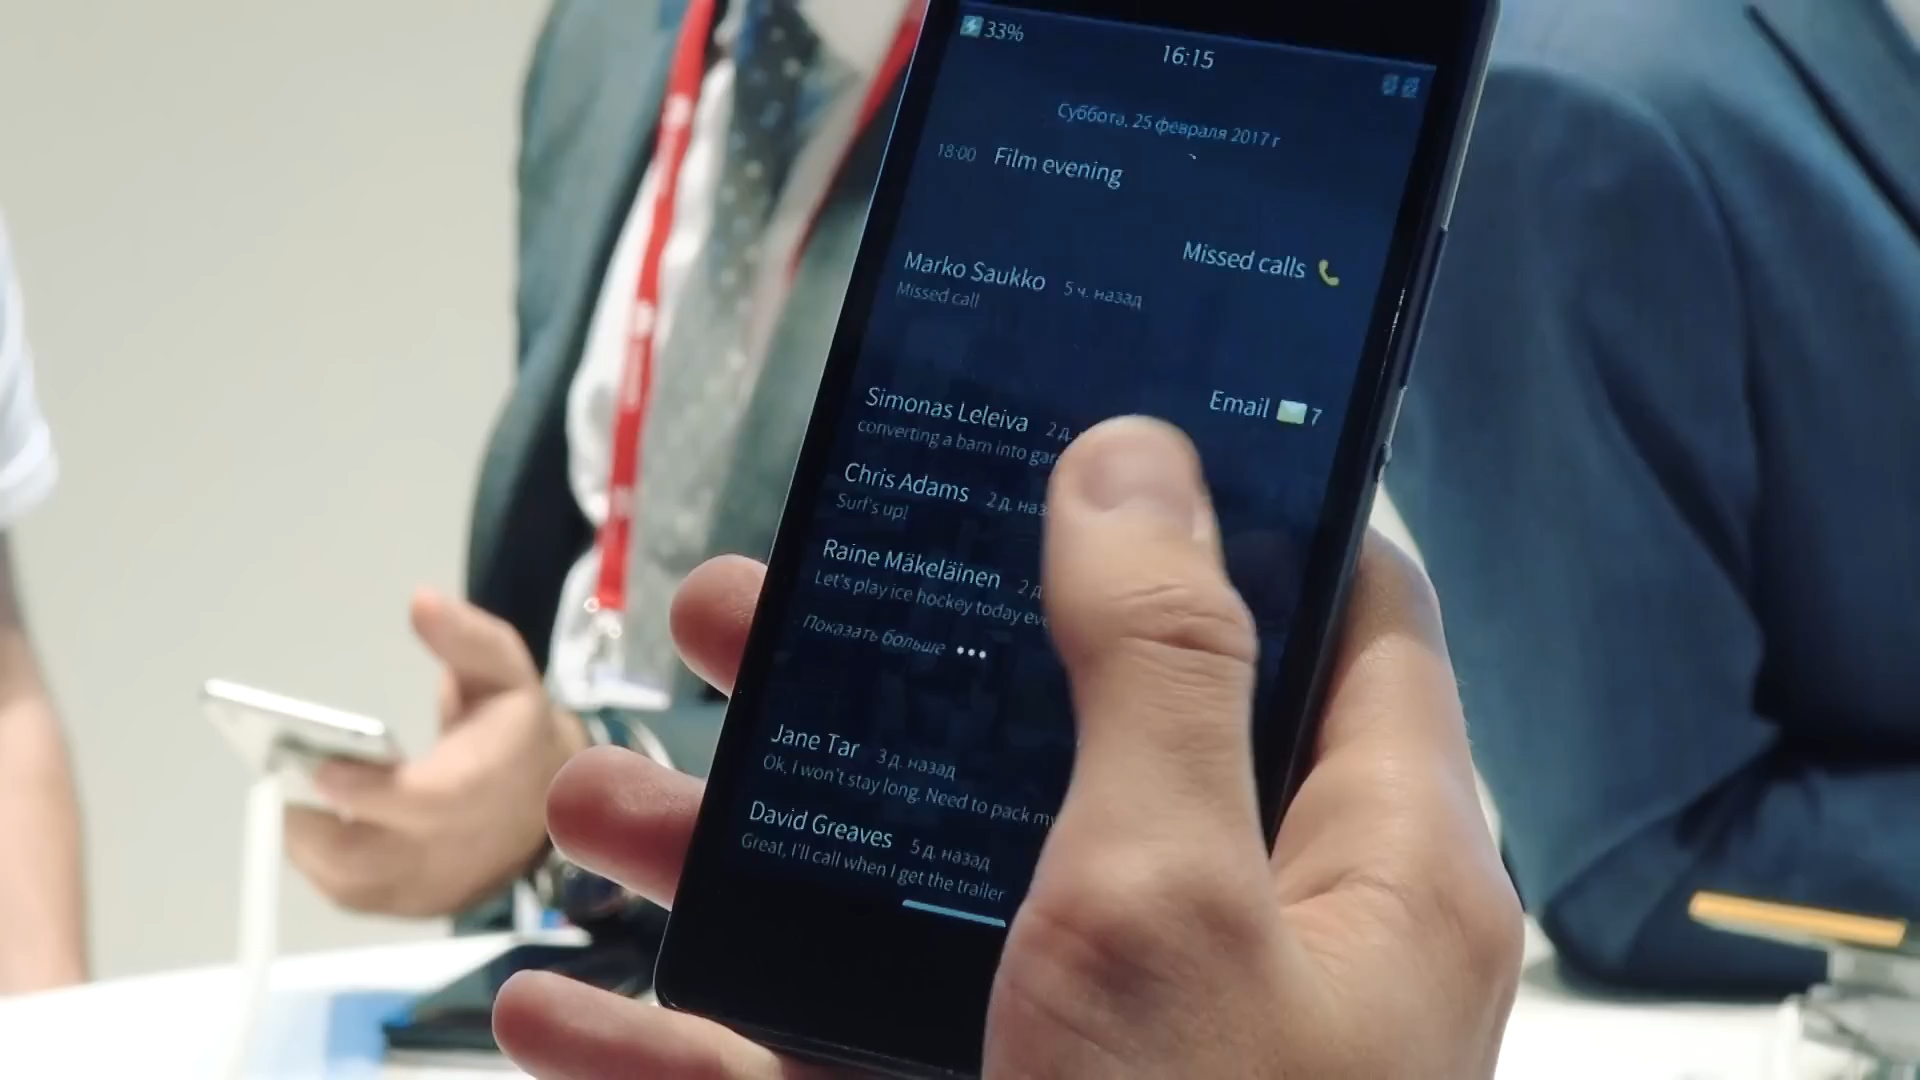 33%
16:15
Суббота, 25 февраля 2017 г
18:00 Film evening
Missed calls
Marko Saukko 5 ч. назад
Missed call
Email 7
Simonas Leleiva 2 д.
converting a barn into
Chris Adams 2 д.
Surf's up!
Raine Mäkeläinen 2 д
Let's play ice hockey today
Показать больше •••
Jane Tar 3 д. назад
Ok, I won't stay long. Need to pack my
David Greaves 5 д. назад
Great, I'll call when I get the trailer